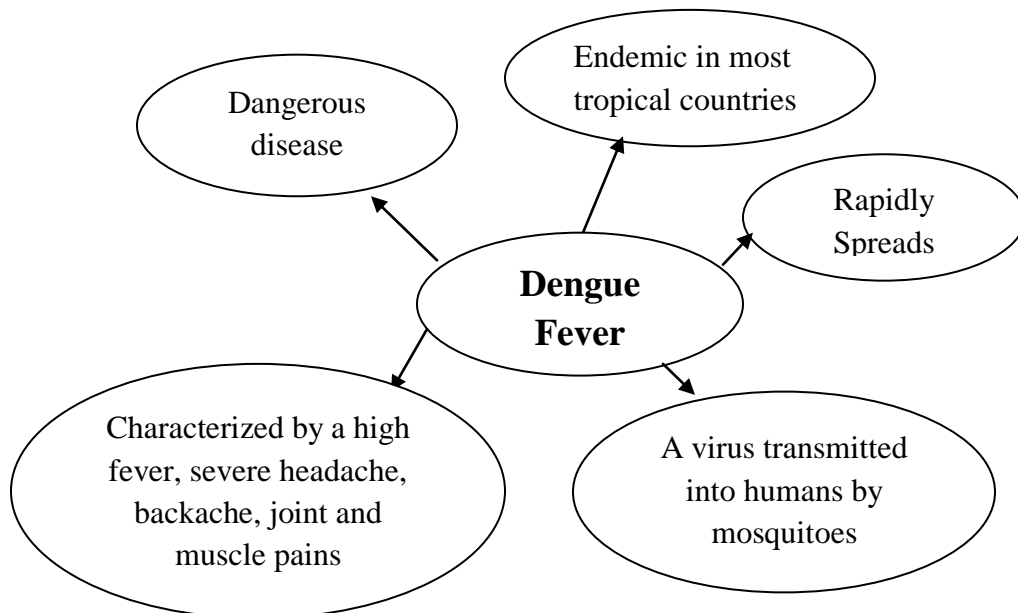 Endemic in most
tropical countries
Dangerous
disease
Rapidly
Spreads
Dengue
Fever
Characterized by a high
fever, severe headache,
backache, joint and
muscle pains
A virus transmitted
into humans by
mosquitoes